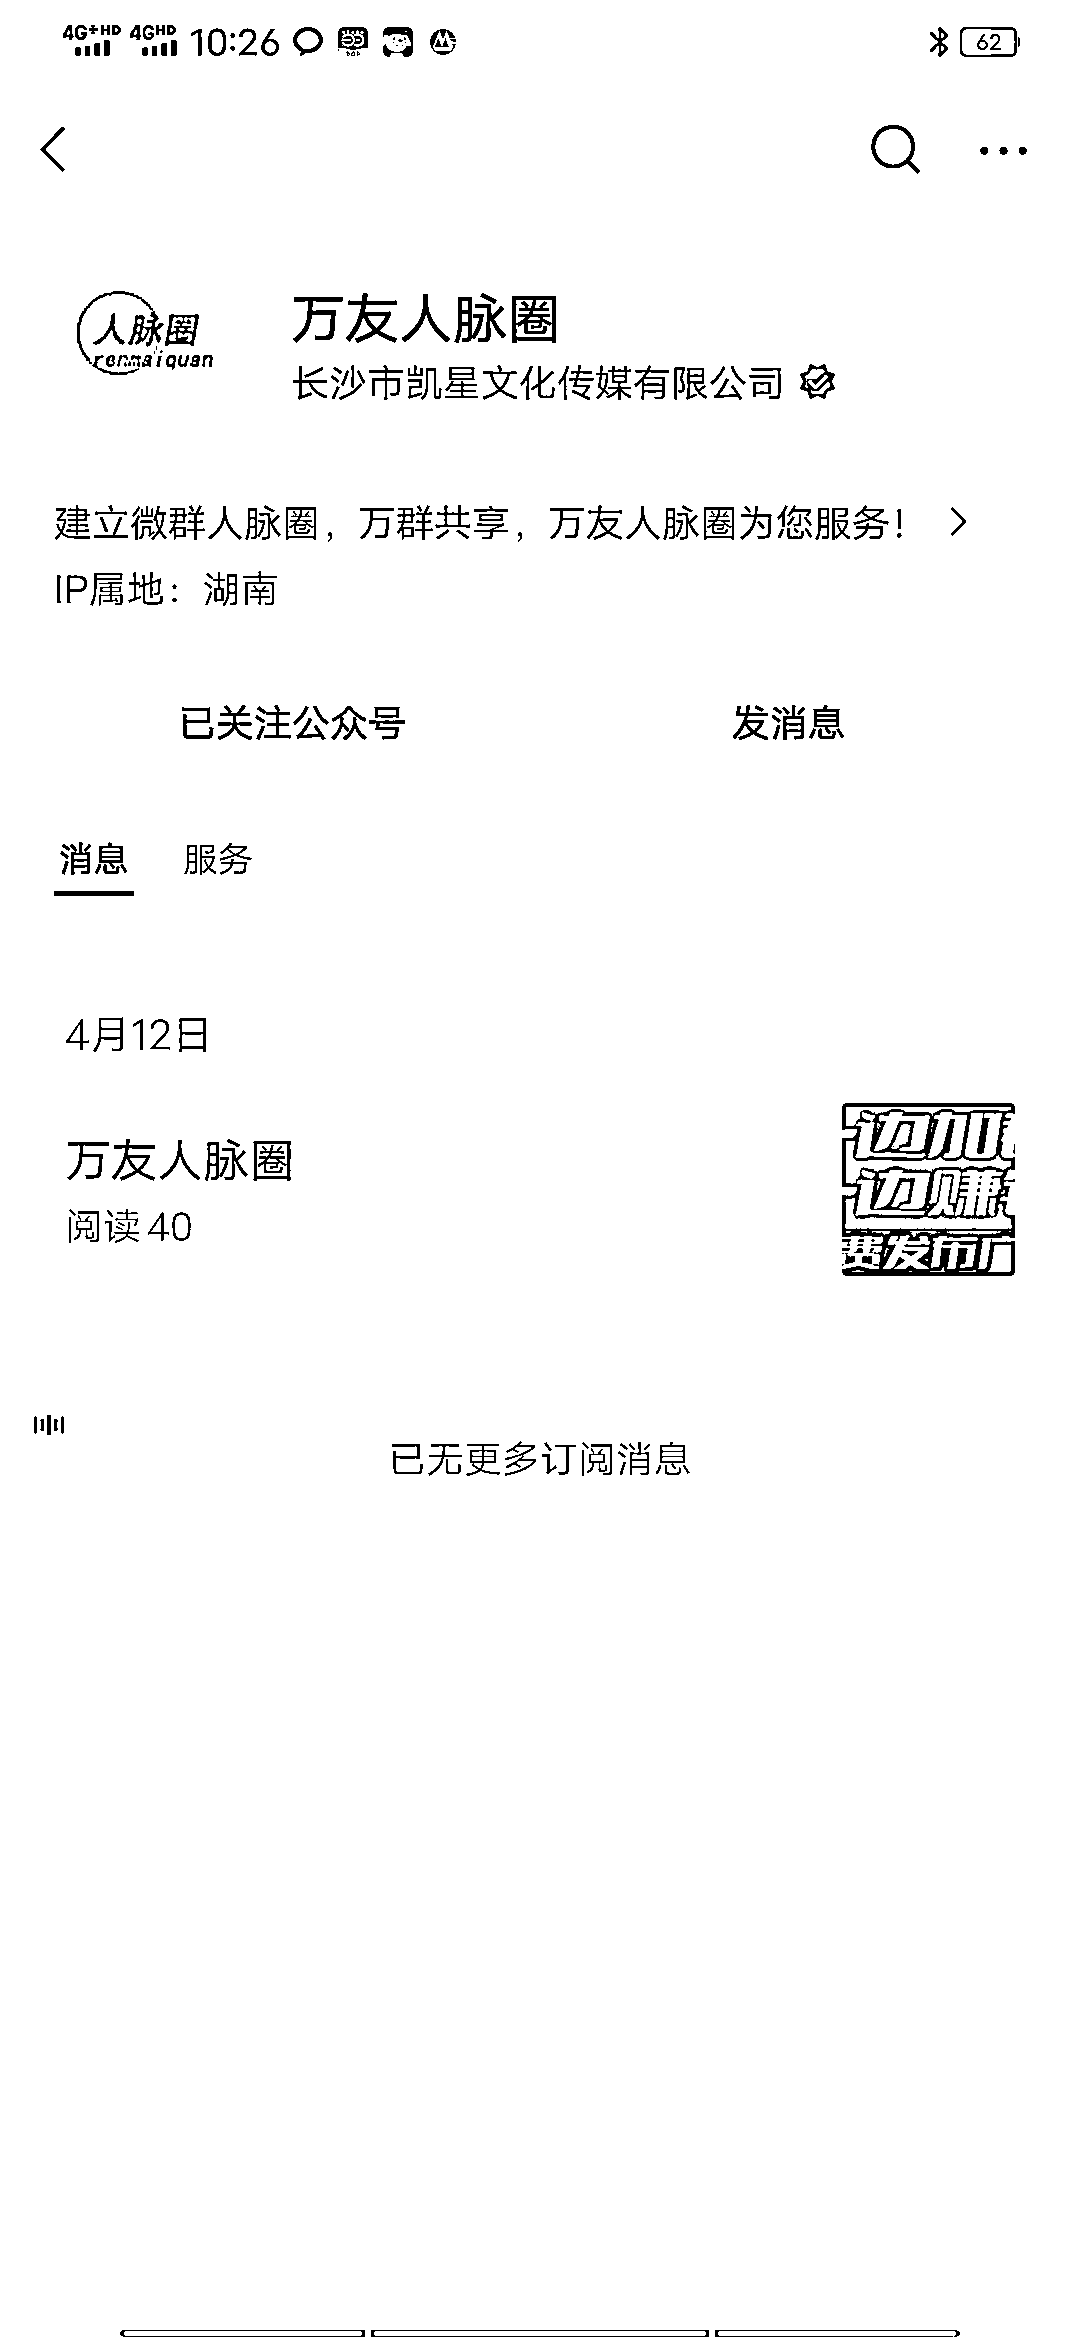 4G+HD 4GHD 10:26 62
人脉圈
renmaiquan
万友人脉圈
长沙市凯星文化传媒有限公司
建立微群人脉圈，万群共享，万友人脉圈为您服务！
IP属地：湖南
已关注公众号 发消息
消息 服务
4月12日
万友人脉圈
阅读 40
边加
边赚
费发布广
已无更多订阅消息